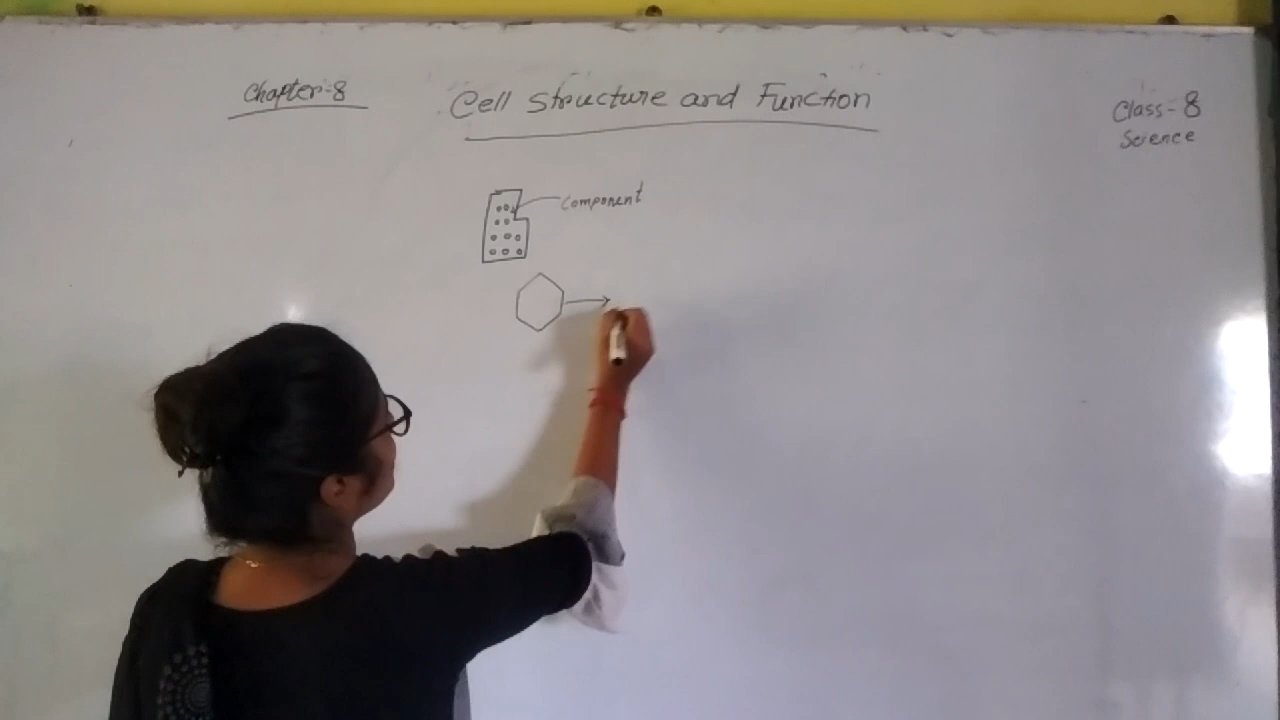 Chapter-8
Cell Structure and Function
Class-8
Science
Component